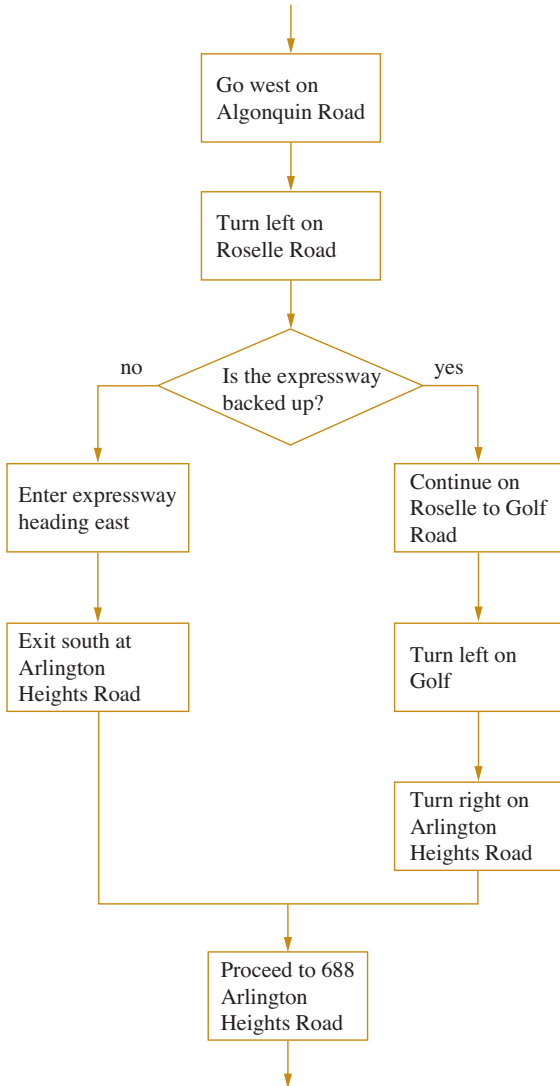 Go west on
Algonquin Road
Turn left on
Roselle Road
Is the expressway
backed up?
no
yes
Enter expressway
heading east
Continue on
Roselle to Golf
Road
Exit south at
Arlington
Heights Road
Turn left on
Golf
Turn right on
Arlington
Heights Road
Proceed to 688
Arlington
Heights Road